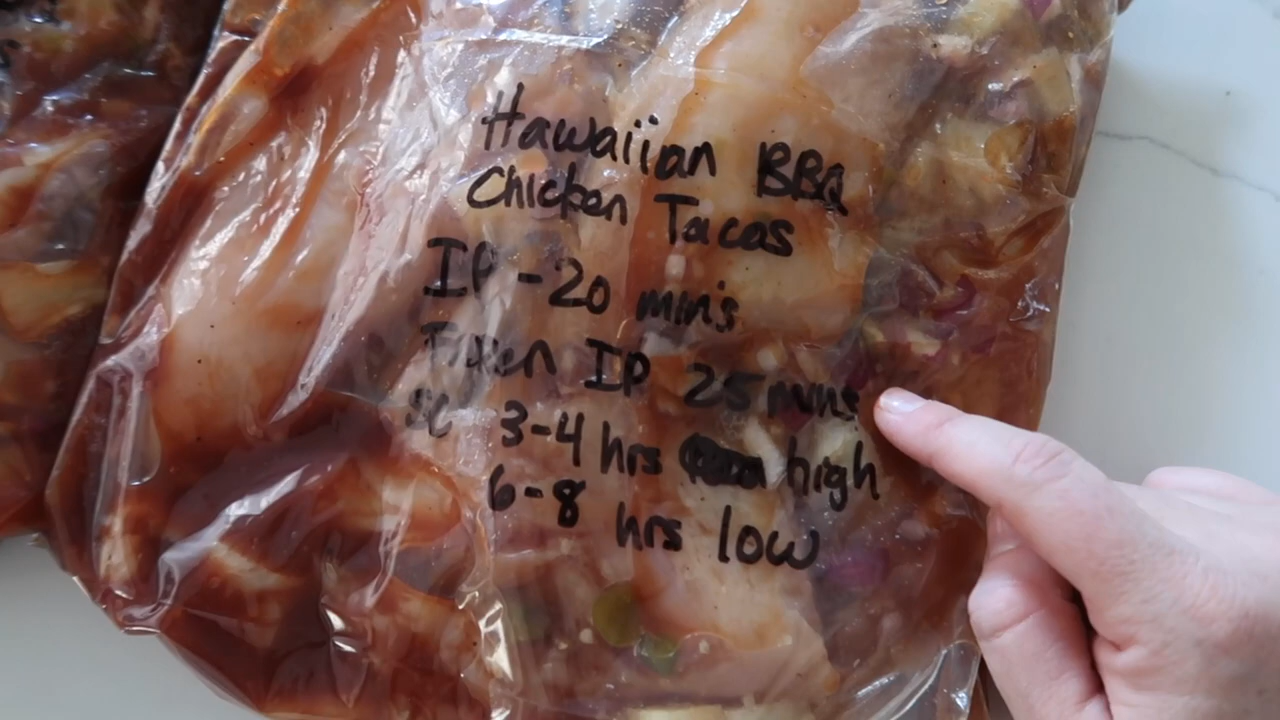 Hawaiian BBQ
Chicken Tacos
IP - 20 min's
Frozen IP 25 mins
SC 3-4 hrs high
6-8 hrs low